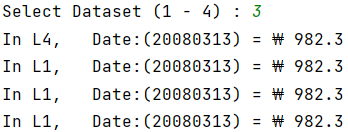 Select Dataset (1 - 4) : 3
In L4,   Date:(20080313) = ₩ 982.3
In L1,   Date:(20080313) = ₩ 982.3
In L1,   Date:(20080313) = ₩ 982.3
In L1,   Date:(20080313) = ₩ 982.3